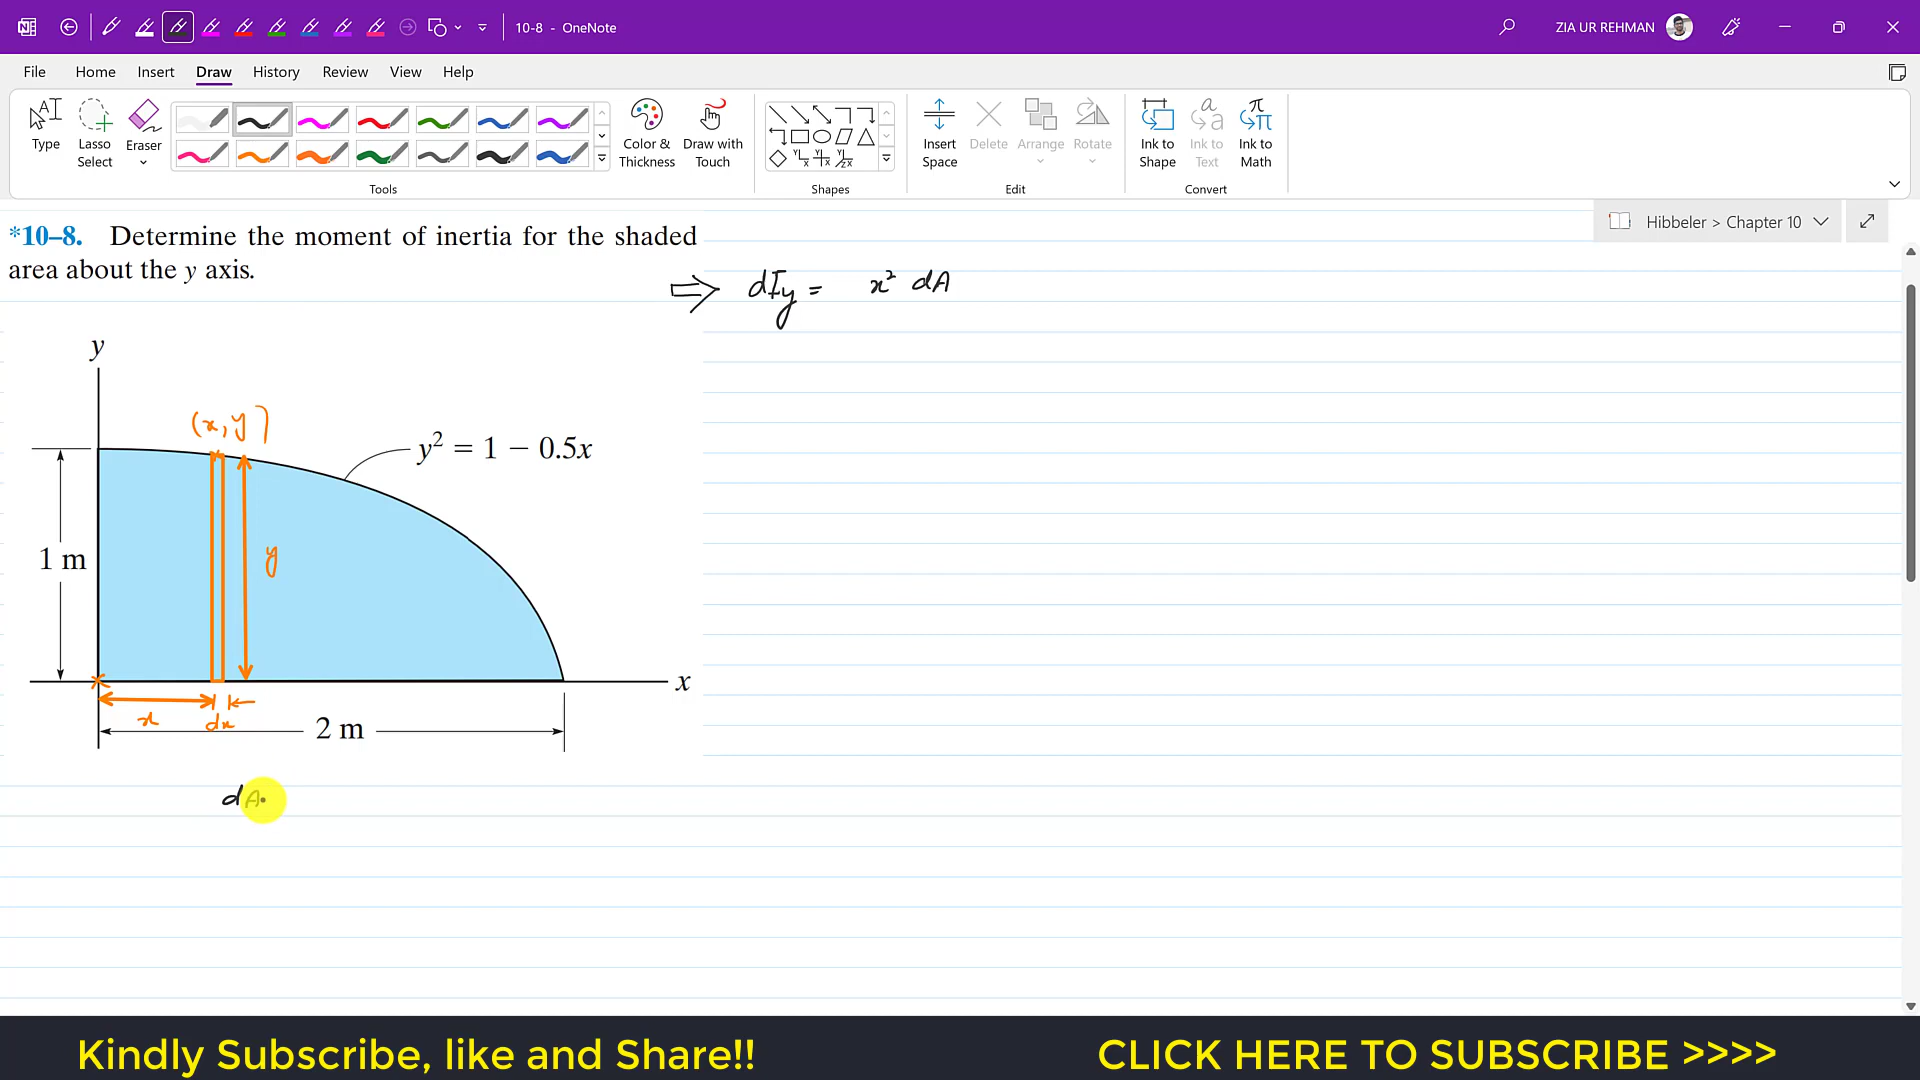 10-8 - OneNote
ZIA UR REHMAN
File Home Insert Draw History Review View Help
Type
Lasso Select
Eraser
Color & Thickness
Draw with Touch
Insert Space
Delete
Arrange
Rotate
Ink to Shape
Ink to Text
Ink to Math
Tools
Shapes
Edit
Convert
Hibbeler > Chapter 10
*10–8. Determine the moment of inertia for the shaded
area about the y axis.
⇒ dIy = x² dA
y
(x, y)
y² = 1 − 0.5x
1 m
y
x
x
dx
2 m
dA
Kindly Subscribe, like and Share!!
CLICK HERE TO SUBSCRIBE >>>>